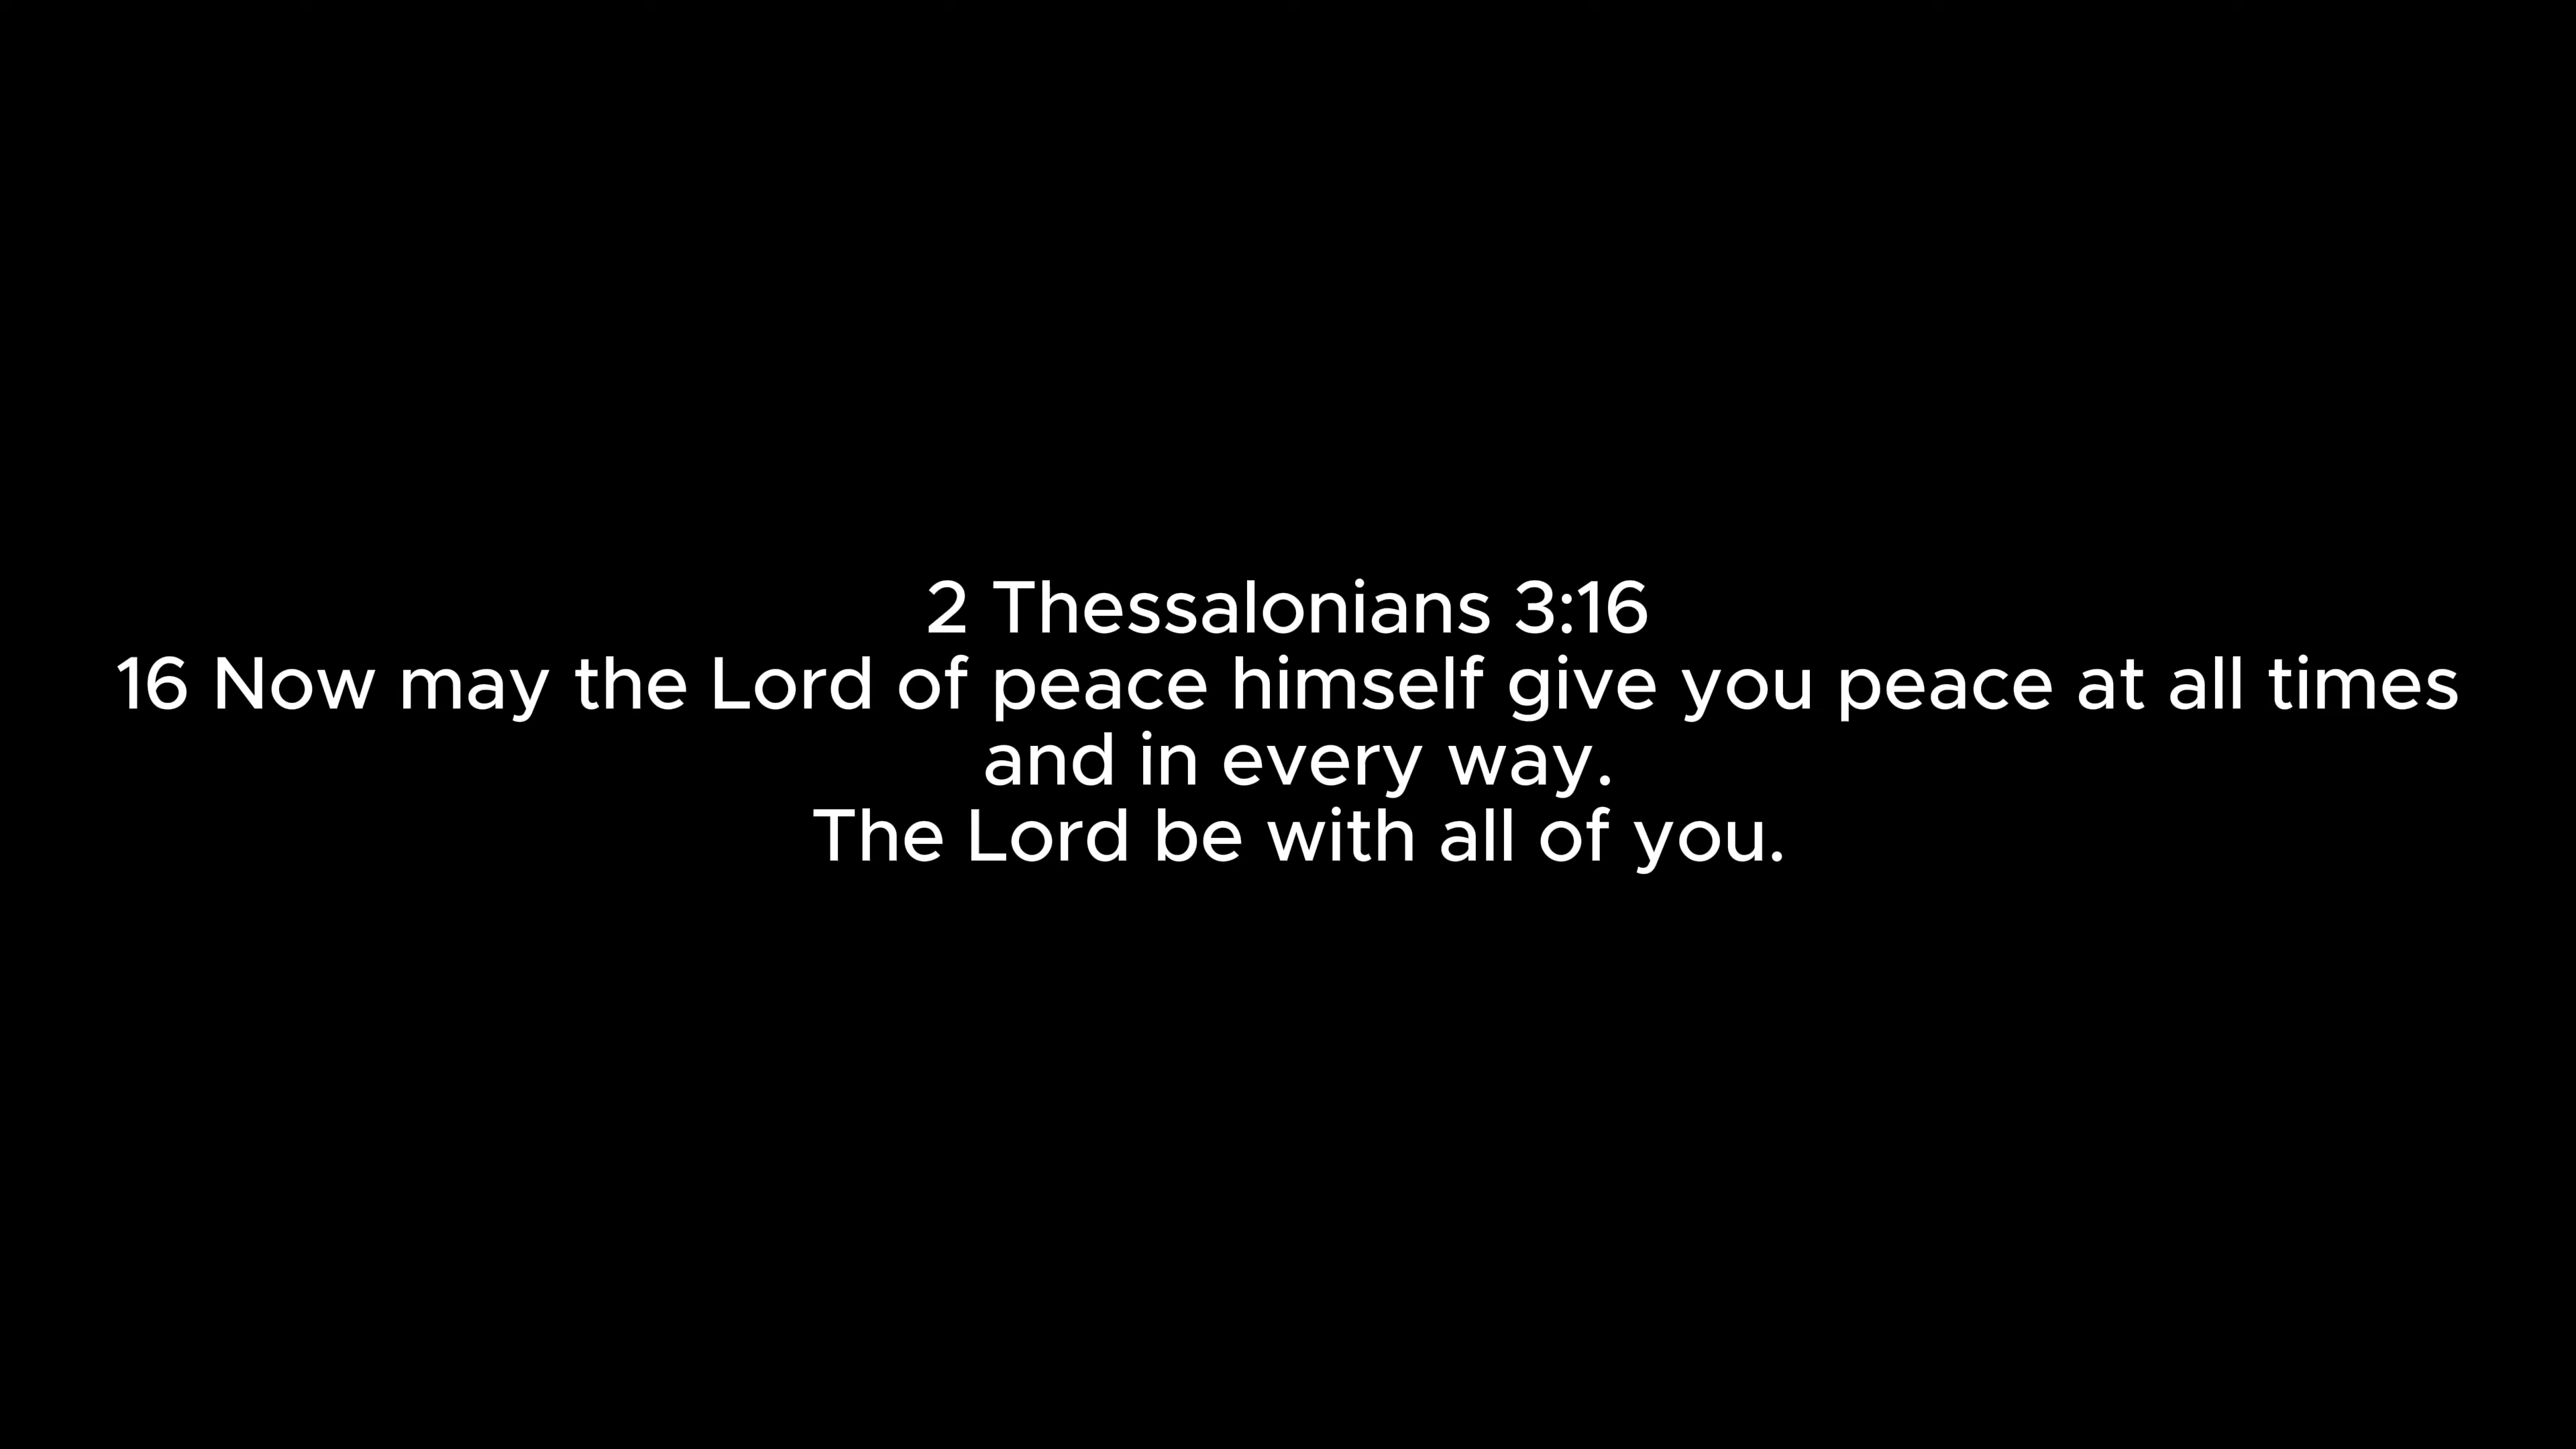 2 Thessalonians 3:16
16 Now may the Lord of peace himself give you peace at all times
and in every way.
The Lord be with all of you.